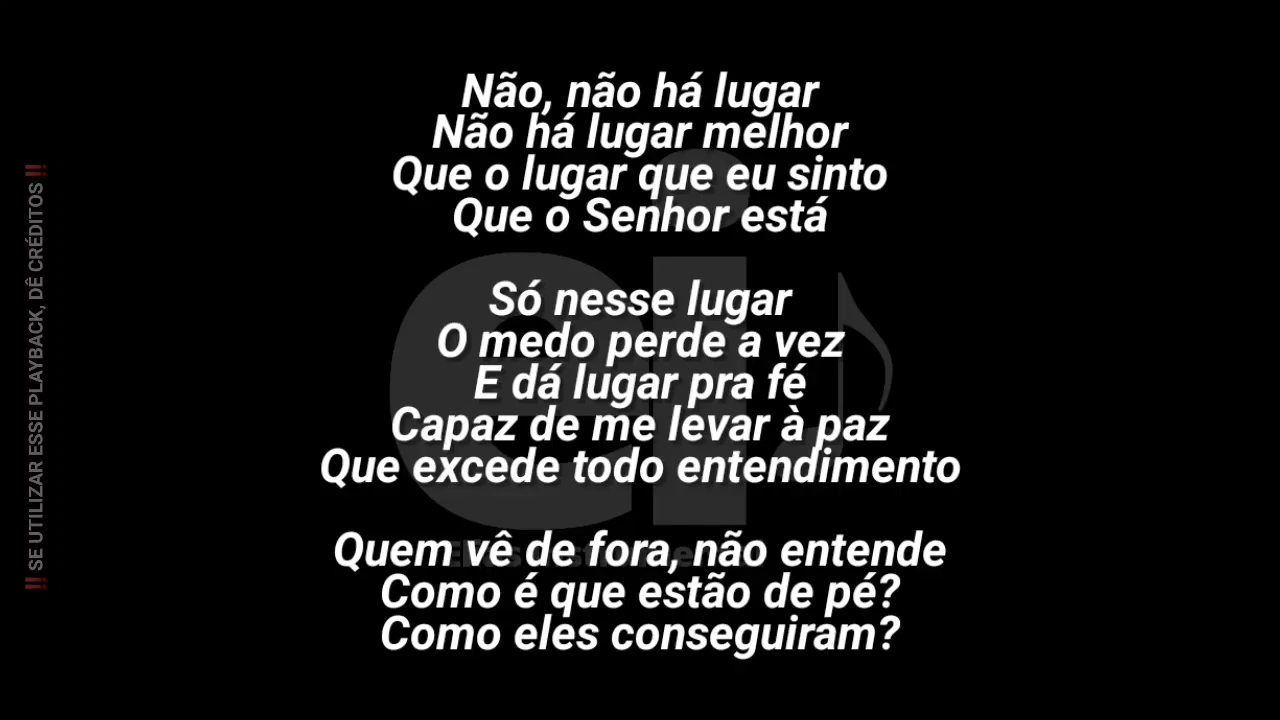 Não, não há lugar
Não há lugar melhor
Que o lugar que eu sinto
Que o Senhor está
Só nesse lugar
O medo perde a vez
E dá lugar pra fé
Capaz de me levar à paz
Que excede todo entendimento
Quem vê de fora, não entende
Como é que estão de pé?
Como eles conseguiram?
!! SE UTILIZAR ESSE PLAYBACK, DÊ CRÉDITOS !!
ei